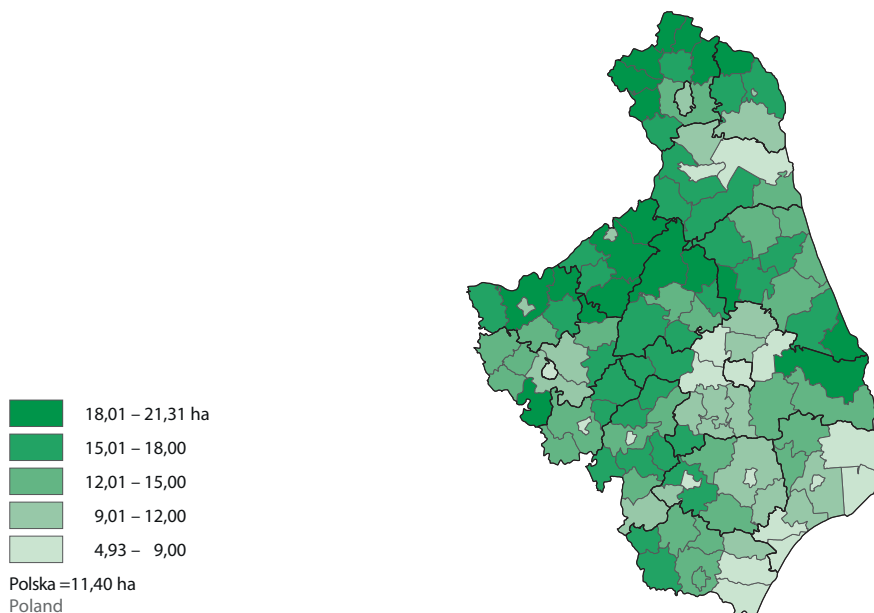 18,01 – 21,31 ha
15,01 – 18,00
12,01 – 15,00
9,01 – 12,00
4,93 – 9,00
Polska =11,40 ha
Poland